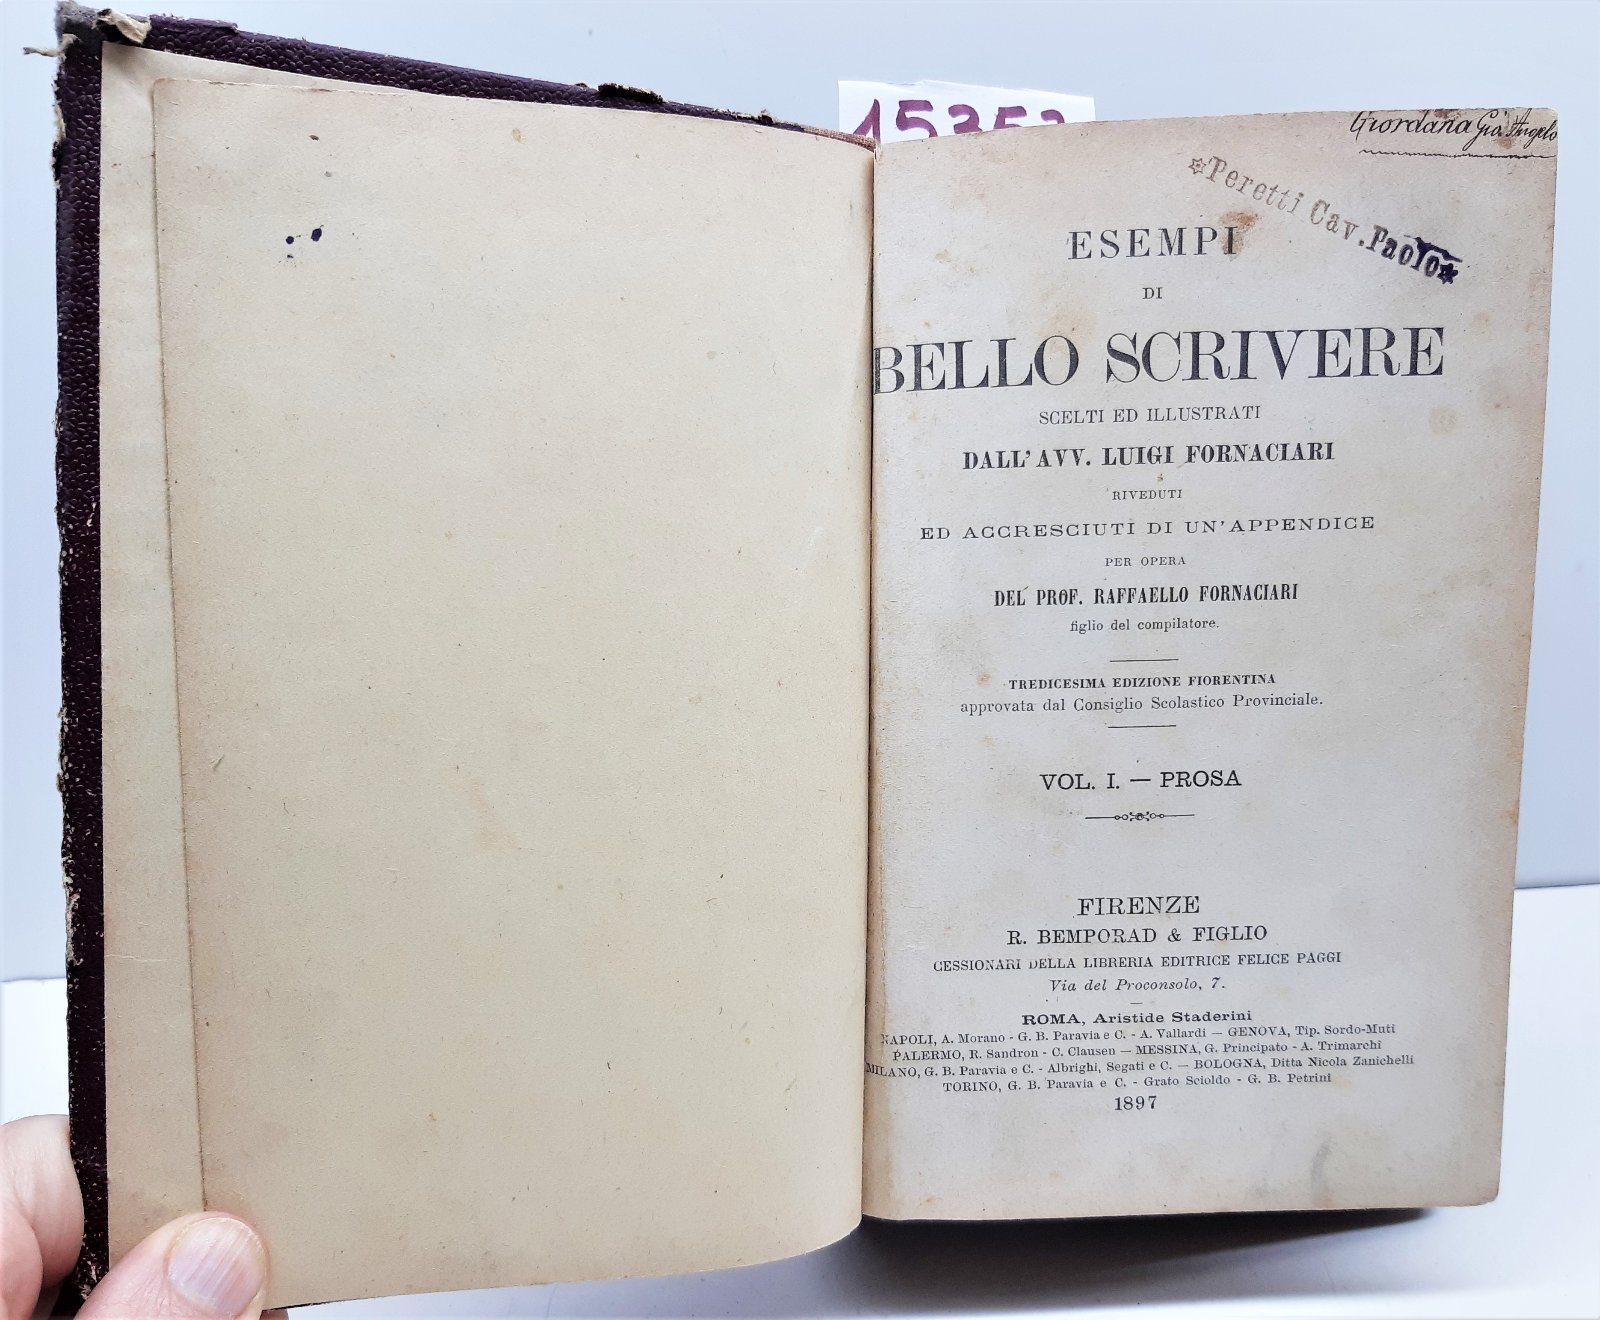 15353
Giordana Gio. Angelo
*Peretti Cav. Paolo*
ESEMPI
DI
BELLO SCRIVERE
SCELTI ED ILLUSTRATI
DALL'AVV. LUIGI FORNACIARI
RIVEDUTI
ED ACCRESCIUTI DI UN'APPENDICE
PER OPERA
DEL PROF. RAFFAELLO FORNACIARI
figlio del compilatore.
TREDICESIMA EDIZIONE FIORENTINA
approvata dal Consiglio Scolastico Provinciale.
VOL. I. — PROSA
FIRENZE
R. BEMPORAD & FIGLIO
CESSIONARI DELLA LIBRERIA EDITRICE FELICE PAGGI
Via del Proconsolo, 7.
ROMA, Aristide Staderini
NAPOLI, A. Morano - G. B. Paravia e C. - A. Vallardi — GENOVA, Tip. Sordo-Muti
PALERMO, R. Sandron - C. Clausen — MESSINA, G. Principato - A. Trimarchi
MILANO, G. B. Paravia e C. - Albrighi, Segati e C. — BOLOGNA, Ditta Nicola Zanichelli
TORINO, G. B. Paravia e C. - Grato Scioldo - G. B. Petrini
1897